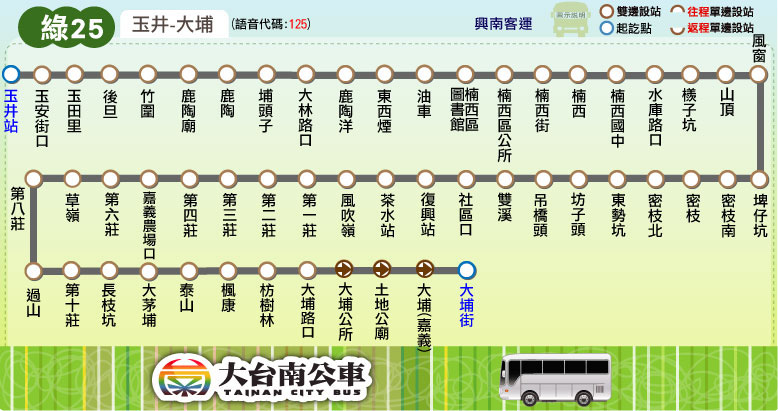 綠25
玉井-大埔
(語音代碼:125)
興南客運
圖示說明
雙邊設站
往程單邊設站
起訖點
返程單邊設站
玉井站
玉安街口
玉田里
後旦
竹圍
鹿陶廟
鹿陶
埔頭子
大林路口
鹿陶洋
東西煙
油車
楠西區圖書館
楠西區公所
楠西街
楠西
楠西國中
水庫路口
檨子坑
山頂
風窗
埤仔坑
密枝南
密枝
密枝北
東勢坑
坊子頭
吊橋頭
雙溪
社區口
復興站
茶水站
風吹嶺
第一莊
第二莊
第三莊
第四莊
嘉義農場口
第六莊
草嶺
第八莊
過山
第十莊
長枝坑
大茅埔
泰山
楓康
枋樹林
大埔路口
大埔公所
土地公廟
大埔(嘉義)
大埔街
大台南公車
TAINAN CITY BUS